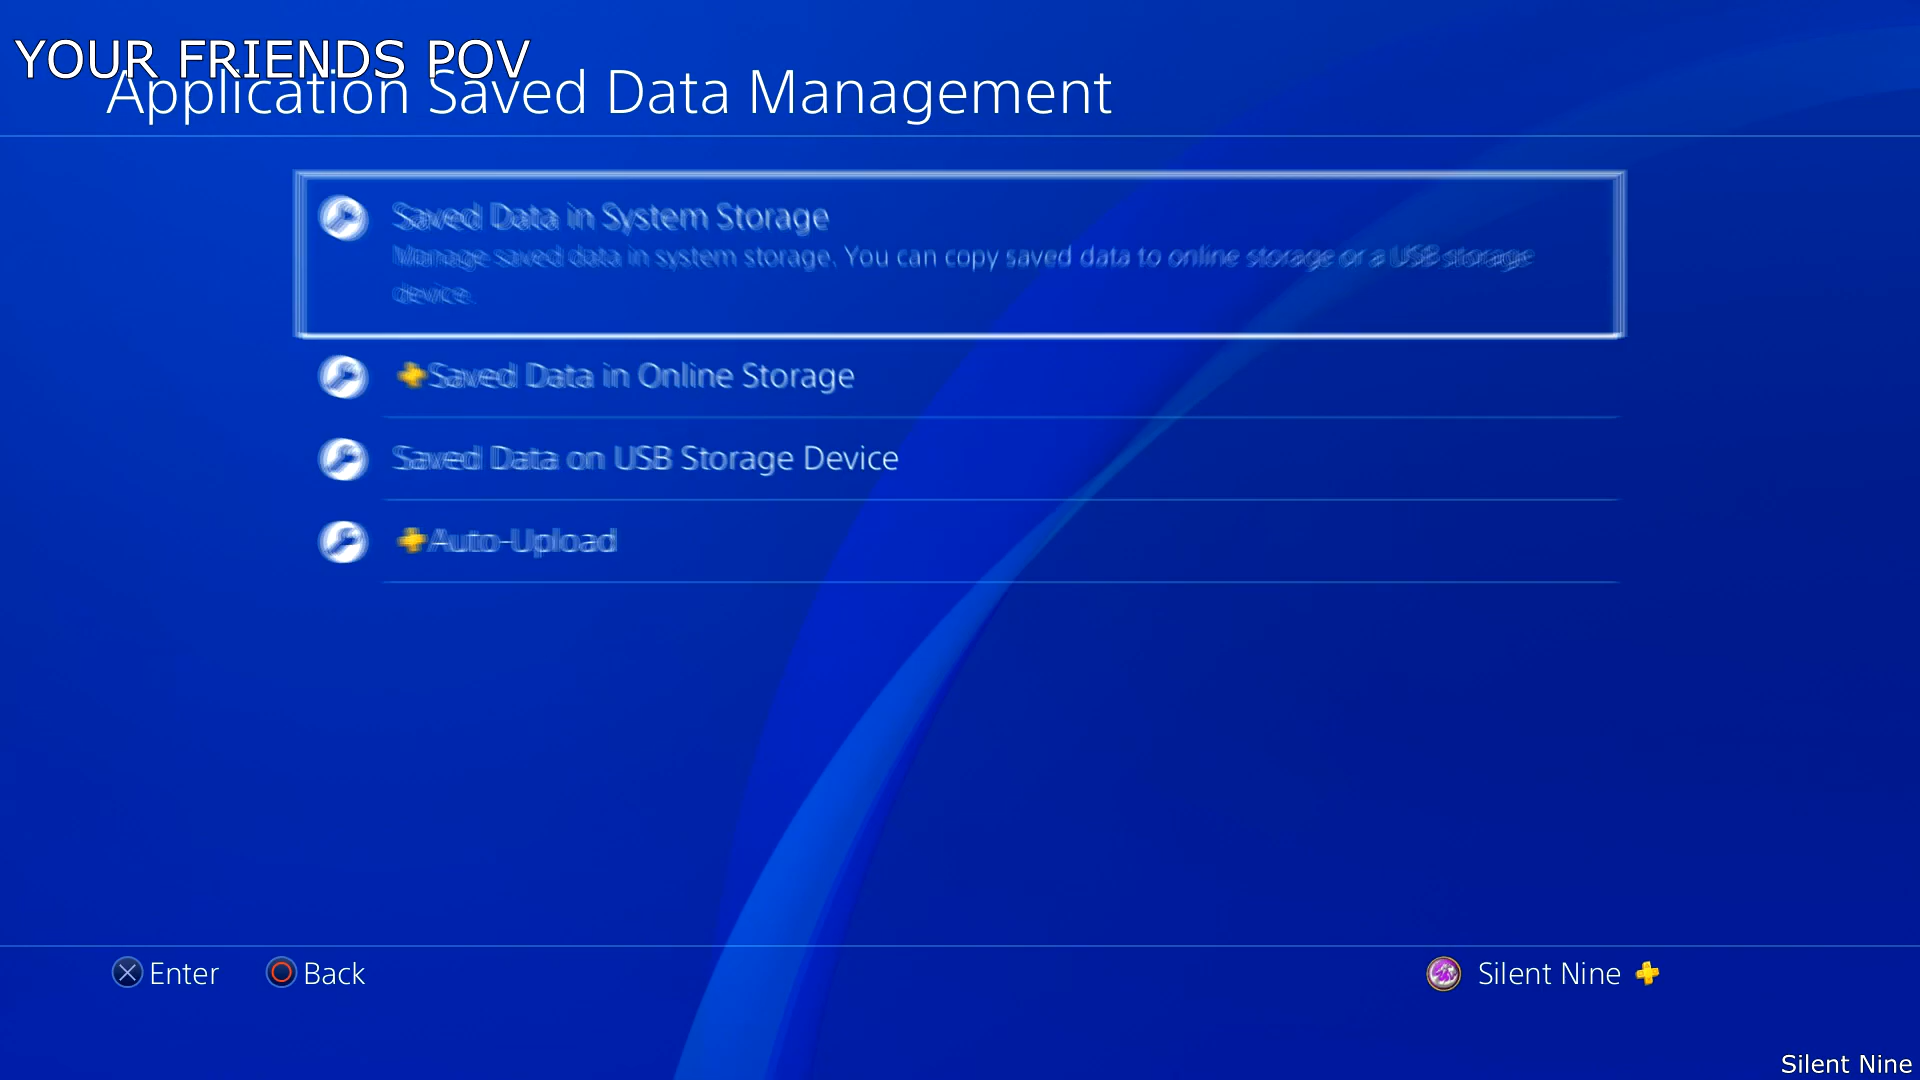 YOUR FRIENDS POV
Application Saved Data Management
Saved Data in System Storage
Manage saved data in system storage. You can copy saved data to online storage or a USB storage
device.
Saved Data in Online Storage
Saved Data on USB Storage Device
Auto-Upload
Enter
Back
Silent Nine
Silent Nine